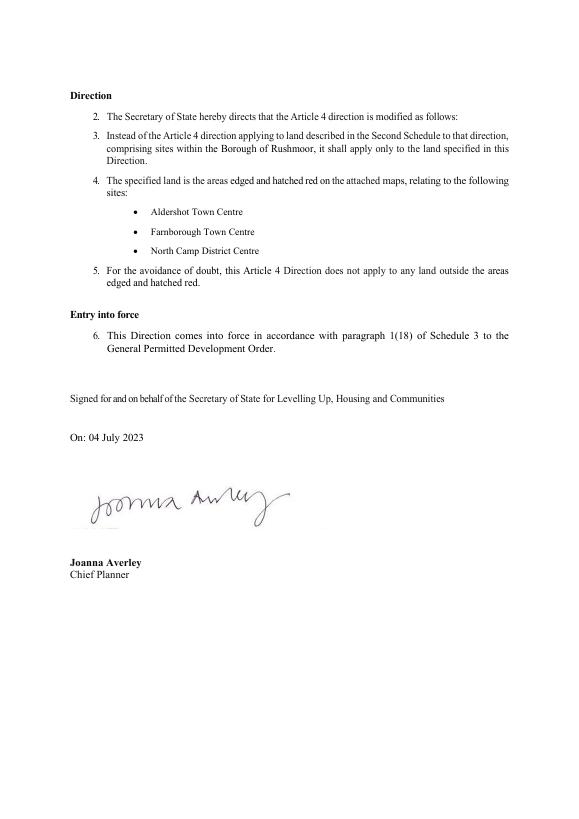 Direction
2. The Secretary of State hereby directs that the Article 4 direction is modified as follows:
3. Instead of the Article 4 direction applying to land described in the Second Schedule to that direction,
comprising sites within the Borough of Rushmoor, it shall apply only to the land specified in this
Direction.
4. The specified land is the areas edged and hatched red on the attached maps, relating to the following
sites:
• Aldershot Town Centre
• Farnborough Town Centre
• North Camp District Centre
5. For the avoidance of doubt, this Article 4 Direction does not apply to any land outside the areas
edged and hatched red.
Entry into force
6. This Direction comes into force in accordance with paragraph 1(18) of Schedule 3 to the
General Permitted Development Order.
Signed for and on behalf of the Secretary of State for Levelling Up, Housing and Communities
On: 04 July 2023
Joanna Averley
Joanna Averley
Chief Planner